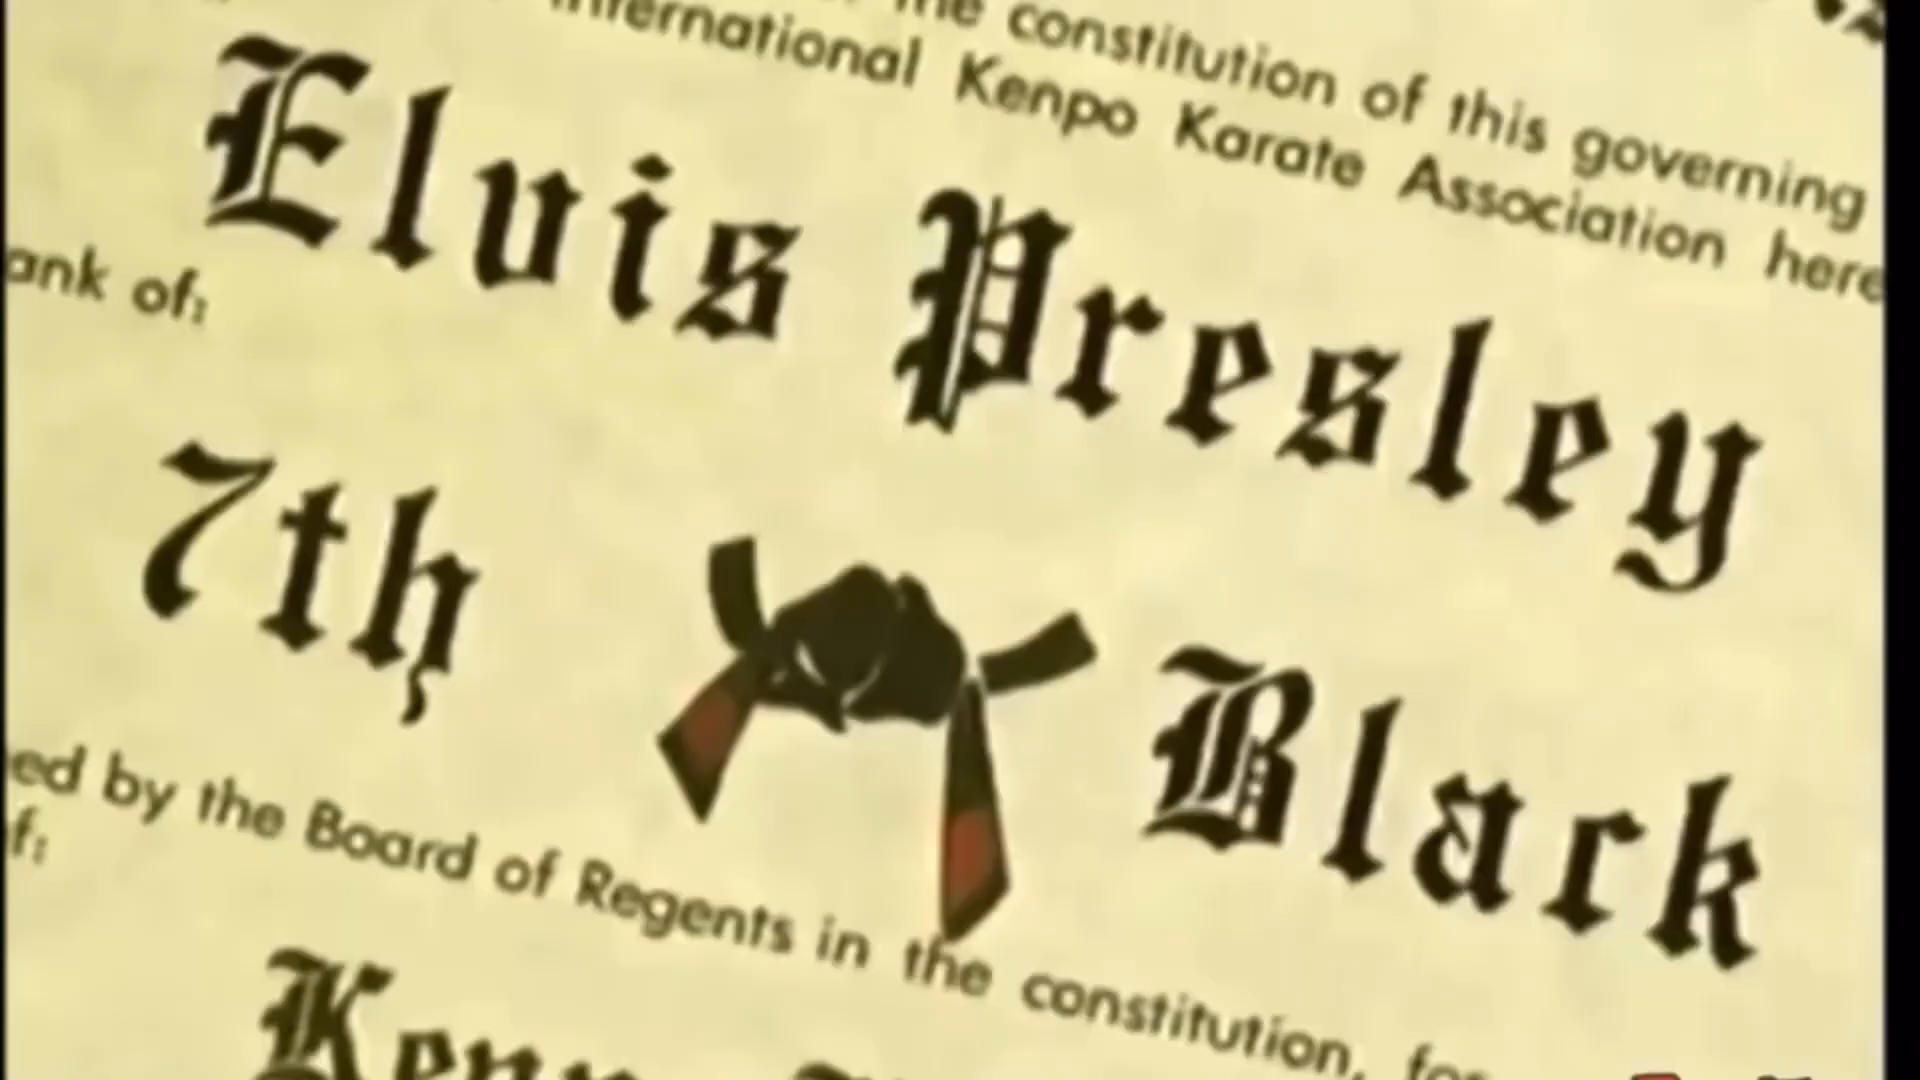 the constitution of this governing
International Kenpo Karate Association here
Elvis Presley
ank of:
7th Black
ed by the Board of Regents in the constitution, for
f: